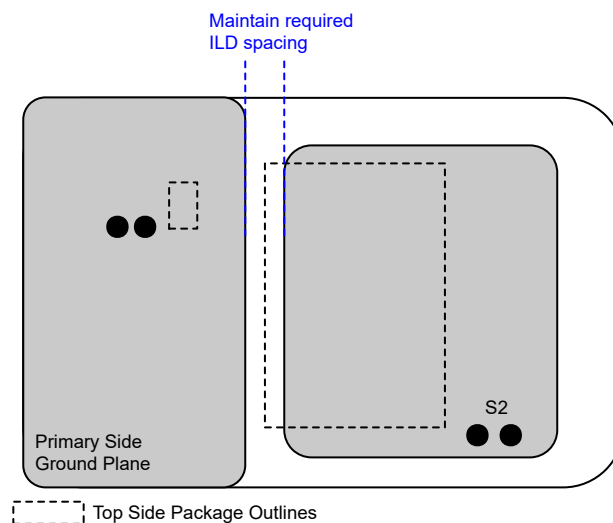 Maintain required
ILD spacing
S2
Primary Side
Ground Plane
Top Side Package Outlines